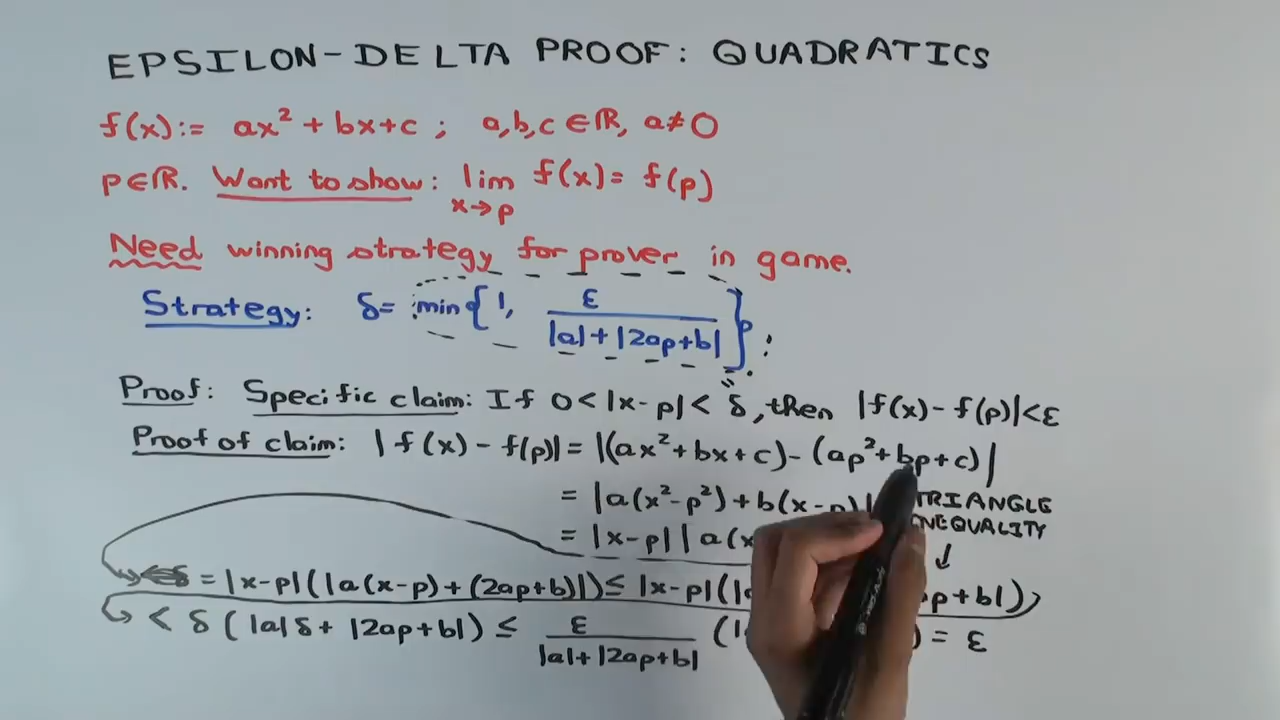 EPSILON-DELTA PROOF: QUADRATICS
f(x):= ax² + bx+c ; a,b,c ∈ ℝ, a≠0
p∈ℝ. Want to show: lim x→p f(x)= f(p)
Need winning strategy for prover in game.
Strategy: δ= min{1, ε / |a|+|2ap+b|}
Proof: Specific claim: If 0<|x-p|< δ, then |f(x)-f(p)|<ε
Proof of claim: |f(x)-f(p)|= |(ax²+bx+c)-(ap²+bp+c)|
= |a(x²-p²)+b(x-p)| TRIANGLE
= |x-p||a(x INEQUALITY ↓
= |x-p|(|a(x-p)+(2ap+b)|) ≤ |x-p|( p+b|)
< δ(|a|δ+ |2ap+b|) ≤ ε / |a|+|2ap+b| ( ) = ε